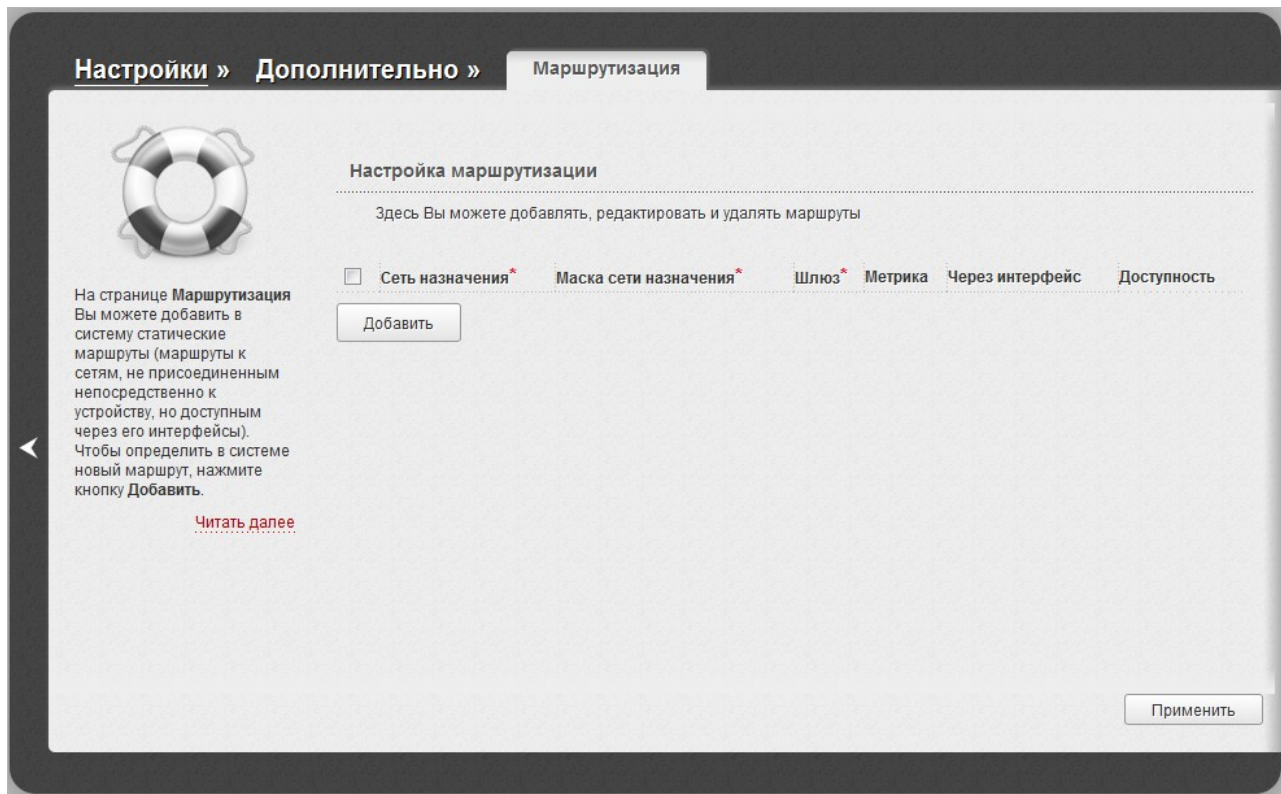 Настройки » Дополнительно » Маршрутизация
Настройка маршрутизации
Здесь Вы можете добавлять, редактировать и удалять маршруты
Сеть назначения* Маска сети назначения* Шлюз* Метрика Через интерфейс Доступность
Добавить
На странице Маршрутизация
Вы можете добавить в
систему статические
маршруты (маршруты к
сетям, не присоединенным
непосредственно к
устройству, но доступным
через его интерфейсы).
Чтобы определить в системе
новый маршрут, нажмите
кнопку Добавить.
Читать далее
Применить